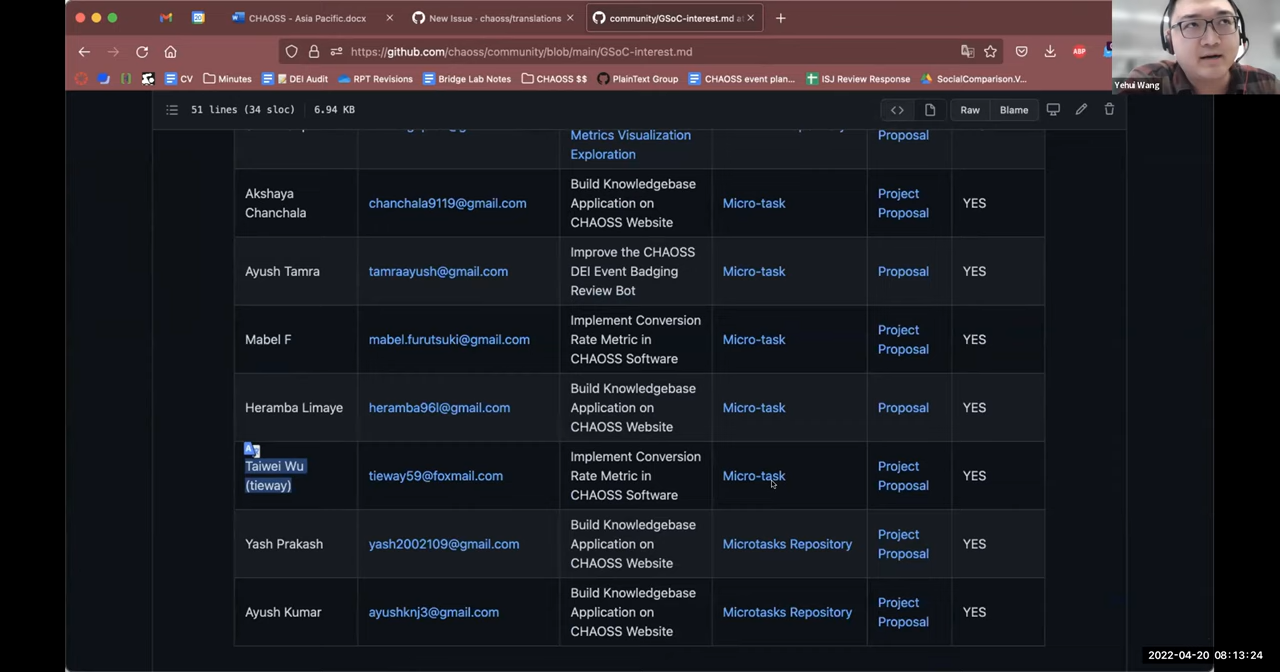 CHAOSS - Asia Pacific.docx
New Issue · chaoss/translations
community/GSoC-interest.md at
https://github.com/chaoss/community/blob/main/GSoC-interest.md
CV
Minutes
DEI Audit
RPT Revisions
Bridge Lab Notes
CHAOSS $$
PlainText Group
CHAOSS event plan...
ISJ Review Response
SocialComparison.V...
ABP
Yehui Wang
51 lines (34 sloc)
6.94 KB
Raw
Blame
Metrics Visualization
Exploration
Proposal
Akshaya
Chanchala
chanchala9119@gmail.com
Build Knowledgebase
Application on
CHAOSS Website
Micro-task
Project
Proposal
YES
Ayush Tamra
tamraayush@gmail.com
Improve the CHAOSS
DEI Event Badging
Review Bot
Micro-task
Proposal
YES
Mabel F
mabel.furutsuki@gmail.com
Implement Conversion
Rate Metric in
CHAOSS Software
Micro-task
Project
Proposal
YES
Heramba Limaye
heramba96l@gmail.com
Build Knowledgebase
Application on
CHAOSS Website
Micro-task
Proposal
YES
Taiwei Wu
(tieway)
tieway59@foxmail.com
Implement Conversion
Rate Metric in
CHAOSS Software
Micro-task
Project
Proposal
YES
Yash Prakash
yash2002109@gmail.com
Build Knowledgebase
Application on
CHAOSS Website
Microtasks Repository
Project
Proposal
YES
Ayush Kumar
ayushknj3@gmail.com
Build Knowledgebase
Application on
CHAOSS Website
Microtasks Repository
Project
Proposal
YES
2022-04-20 08:13:24